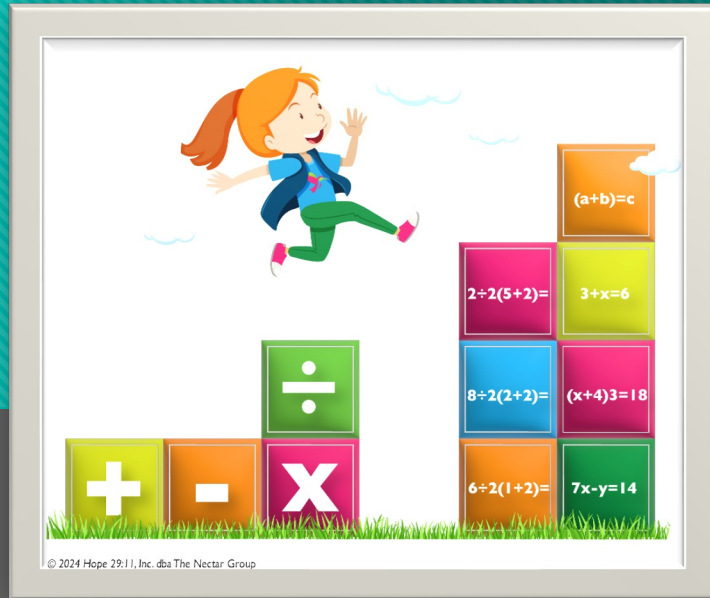 (a+b)=c
2÷2(5+2)=
3+x=6
÷
8÷2(2+2)=
(x+4)3=18
+
-
x
6÷2(1+2)=
7x-y=14
© 2024 Hope 29:11, Inc. dba The Nectar Group